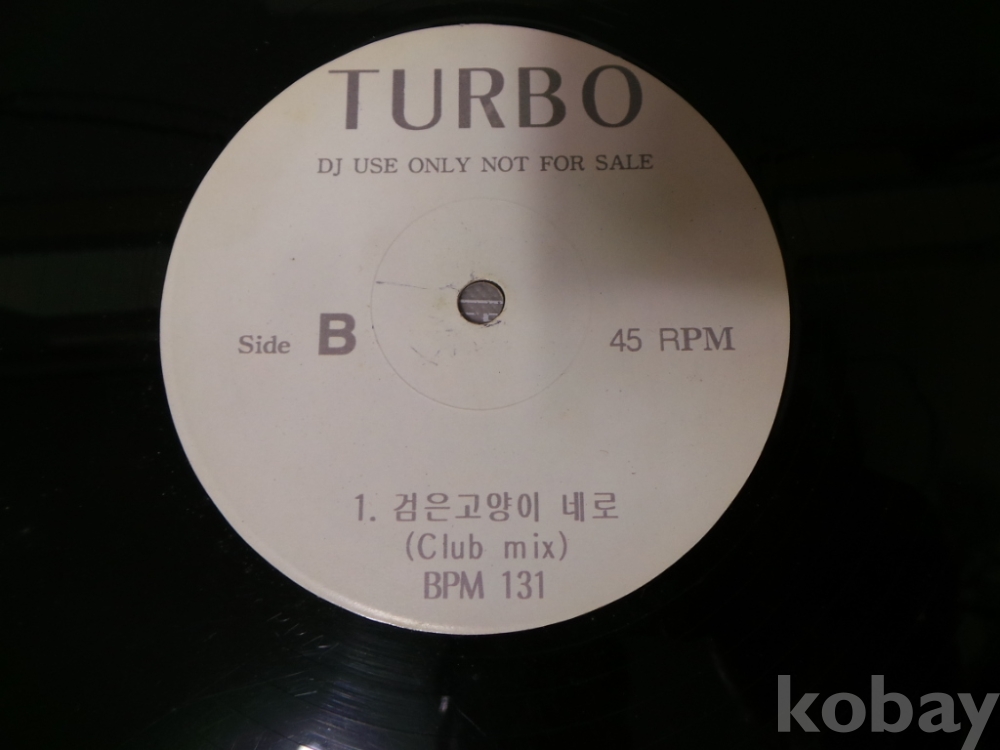 TURBO
DJ USE ONLY NOT FOR SALE
Side B
45 RPM
1. 검은고양이 네로
(Club mix)
BPM 131
kobay